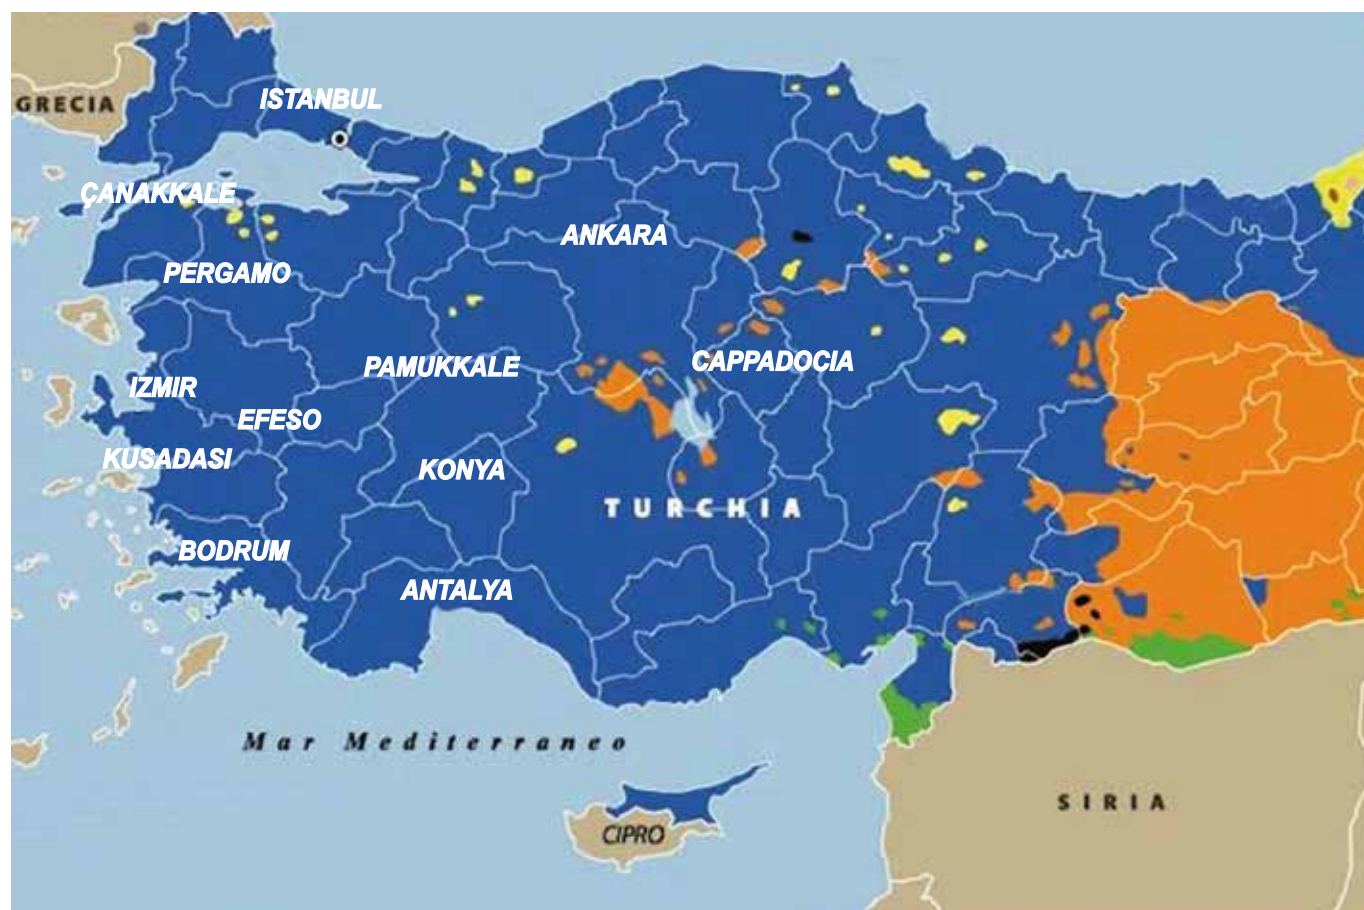 ISTANBUL
GRECIA
ÇANAKKALE
ANKARA
PERGAMO
CAPPADOCIA
PAMUKKALE
IZMIR
EFESO
KUSADASI
KONYA
TURCHIA
BODRUM
ANTALYA
Mar Mediterraneo
SIRIA
CIPRO